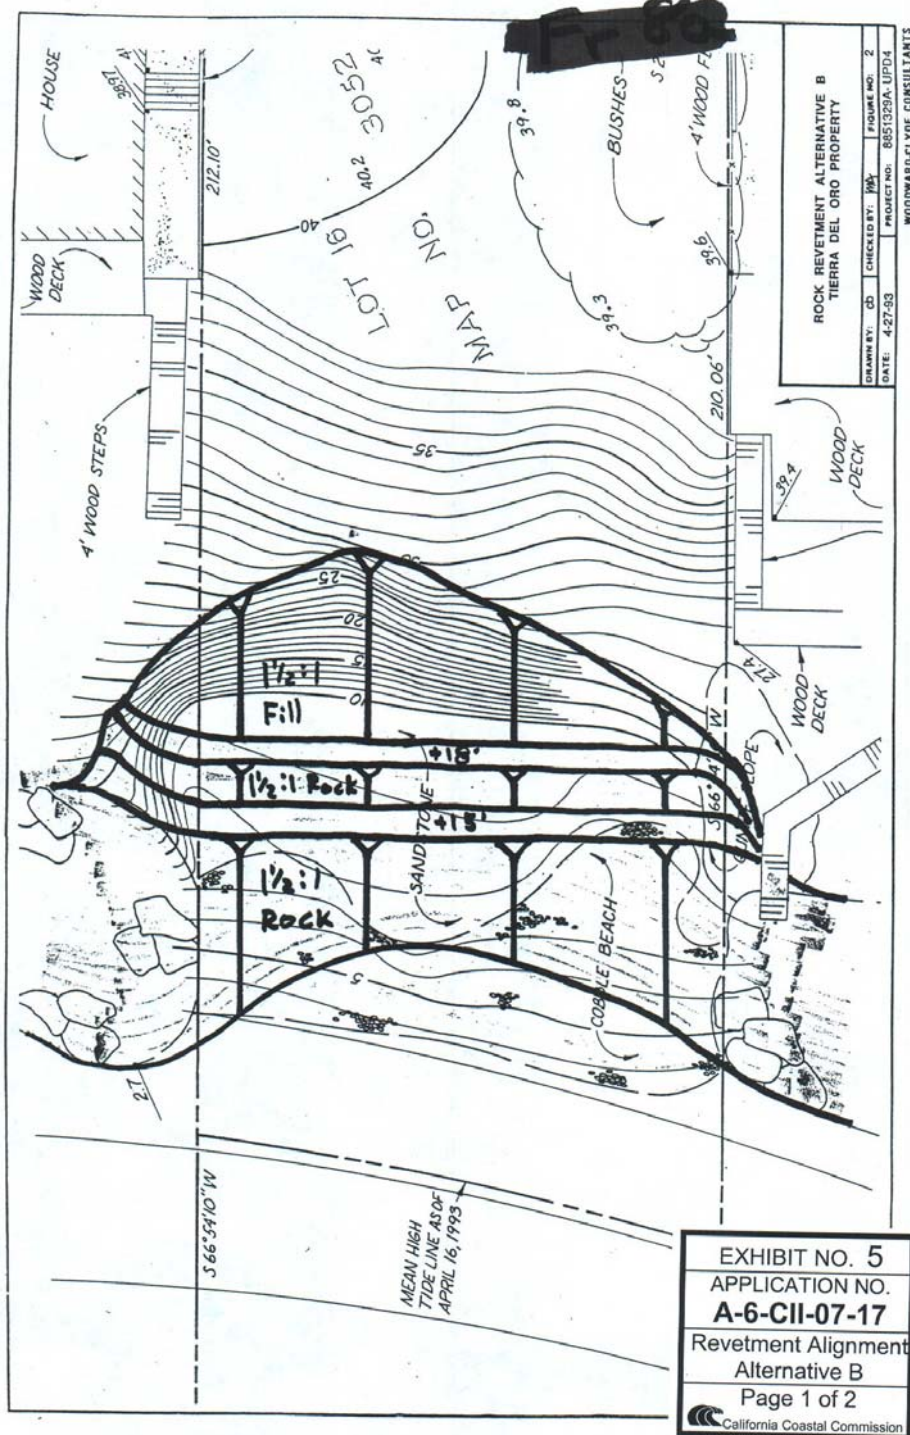 HOUSE
38.97
WOOD
DECK
212.10'
4' WOOD STEPS
40
LOT 16
MAP NO. 3052
40.2
39.8
BUSHES
4' WOOD
39.6
39.3
210.06'
35
ROCK REVETMENT ALTERNATIVE B
TIERRA DEL ORO PROPERTY
DRAWN BY: cb
CHECKED BY:
FIGURE NO: 2
DATE: 4-27-93
PROJECT NO: 8851329A-UPD4
WOODWARD-CLYDE CONSULTANTS
WOOD
DECK
39.4
25
20
15
10
1½:1
Fill
+18'
1½:1 Rock
+15'
1½:1
Rock
SANDSTONE
COBBLE BEACH
27.4
WOOD
DECK
5
2.7
S 66°54'10" W
MEAN HIGH
TIDE LINE AS OF
APRIL 16, 1993
EXHIBIT NO. 5
APPLICATION NO.
A-6-CII-07-17
Revetment Alignment
Alternative B
Page 1 of 2
California Coastal Commission